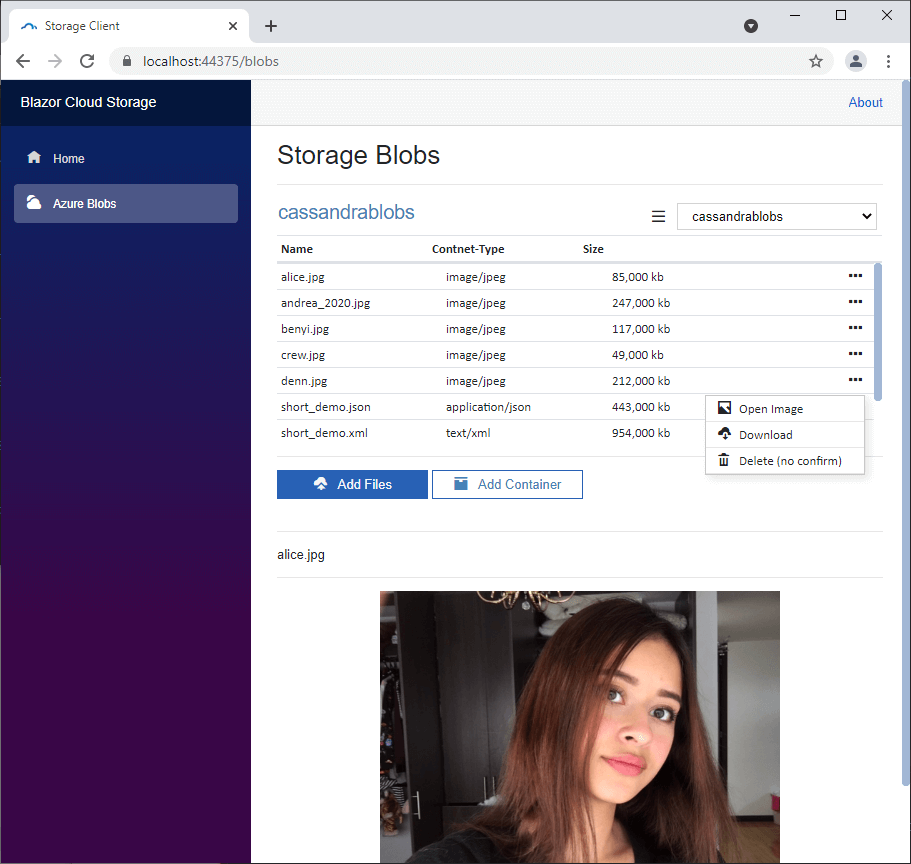 Storage Client
localhost:44375/blobs
Blazor Cloud Storage
About
Home
Azure Blobs
Storage Blobs
cassandrablobs
cassandrablobs
Name Contnet-Type Size
alice.jpg image/jpeg 85,000 kb
andrea_2020.jpg image/jpeg 247,000 kb
benyi.jpg image/jpeg 117,000 kb
crew.jpg image/jpeg 49,000 kb
denn.jpg image/jpeg 212,000 kb
short_demo.json application/json 443,000 kb
short_demo.xml text/xml 954,000 kb
Open Image
Download
Delete (no confirm)
Add Files Add Container
alice.jpg